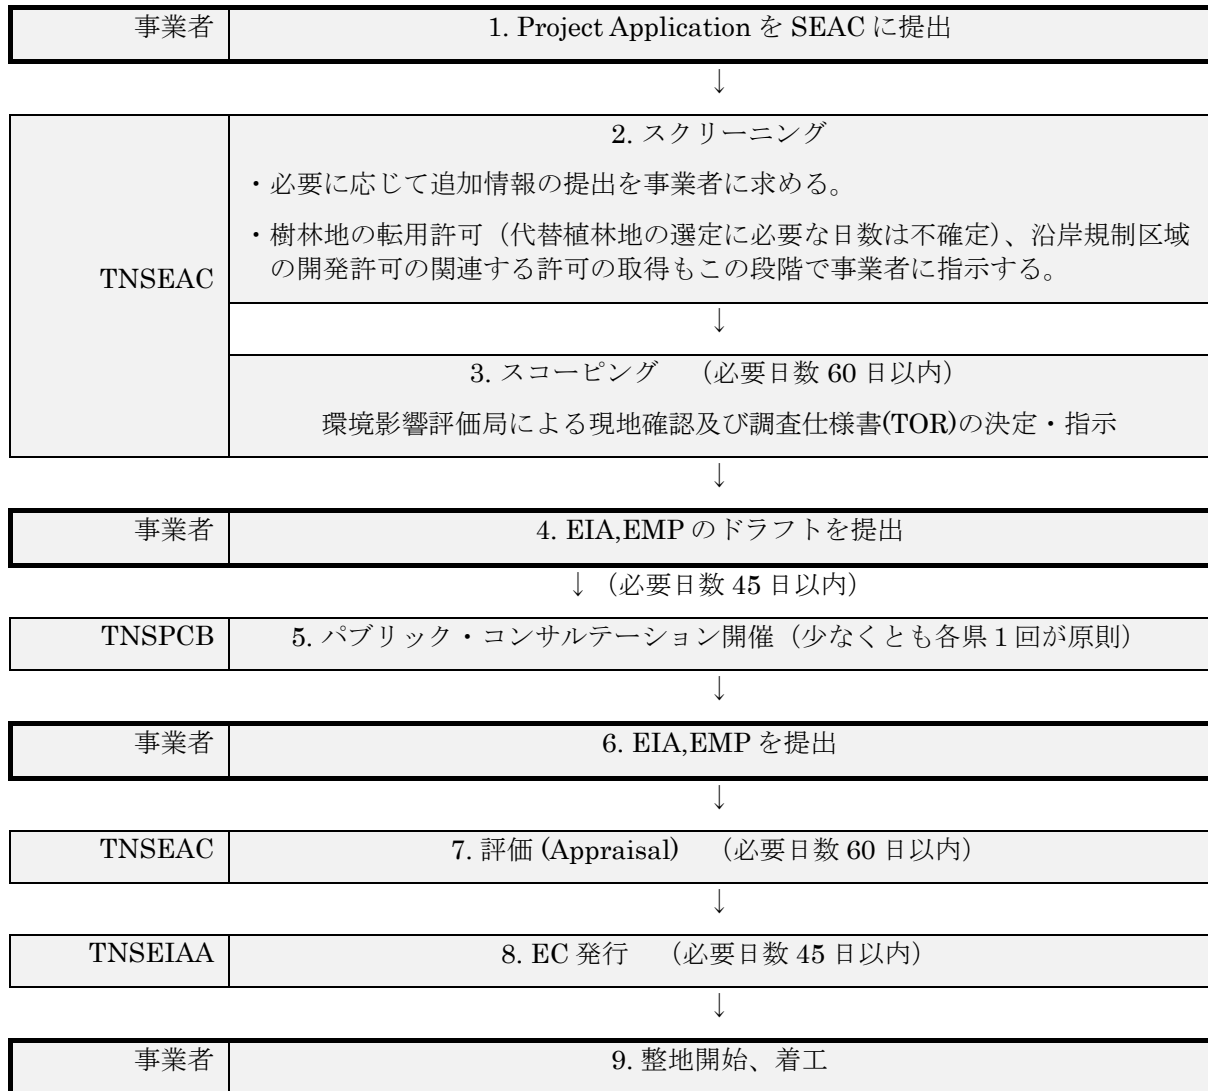 事業者 1. Project Application を SEAC に提出
↓
2. スクリーニング
・必要に応じて追加情報の提出を事業者に求める。
・樹林地の転用許可（代替植林地の選定に必要な日数は不確定）、沿岸規制区域
の開発許可の関連する許可の取得もこの段階で事業者に指示する。
TNSEAC
↓
3. スコーピング （必要日数 60 日以内）
環境影響評価局による現地確認及び調査仕様書(TOR)の決定・指示
↓
事業者 4. EIA,EMP のドラフトを提出
↓（必要日数 45 日以内）
TNSPCB 5. パブリック・コンサルテーション開催（少なくとも各県１回が原則）
↓
事業者 6. EIA,EMP を提出
↓
TNSEAC 7. 評価 (Appraisal) （必要日数 60 日以内）
↓
TNSEIAA 8. EC 発行 （必要日数 45 日以内）
↓
事業者 9. 整地開始、着工